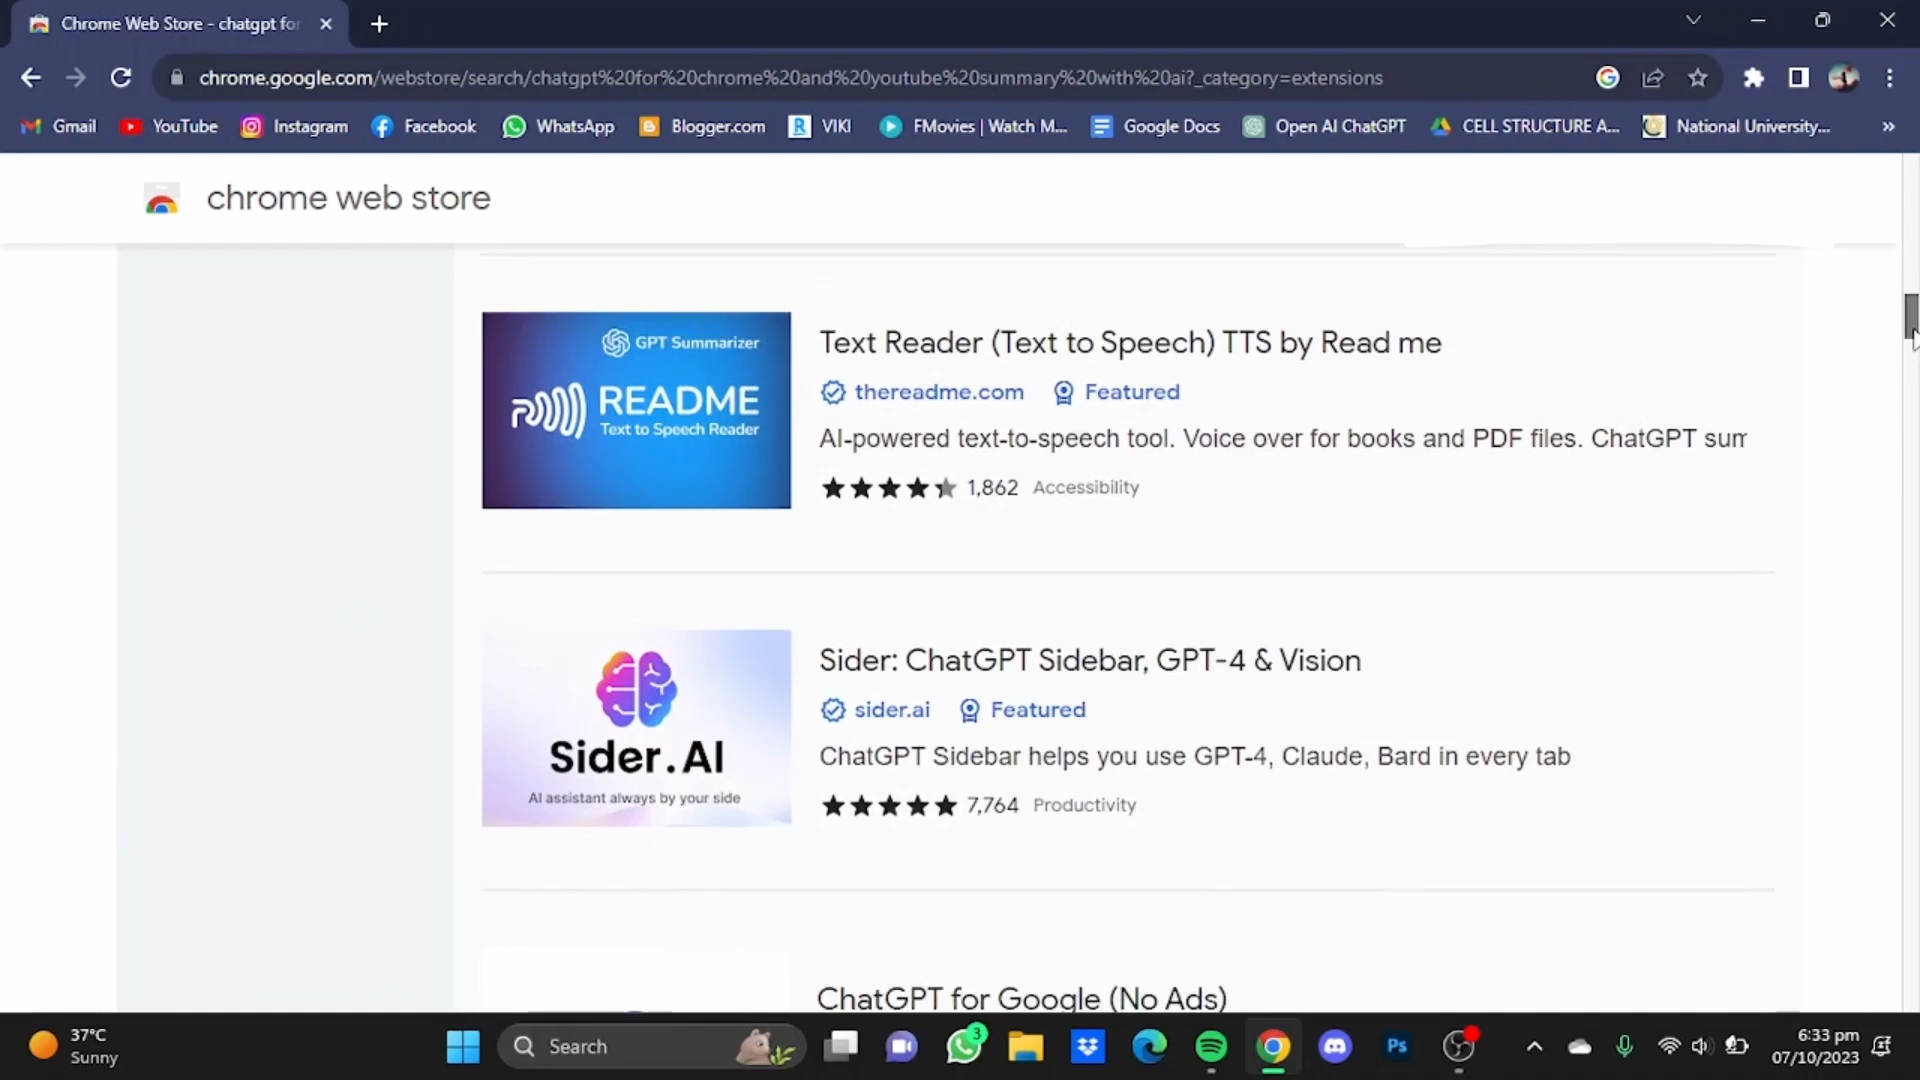 Chrome Web Store - chatgpt for
chrome.google.com/webstore/search/chatgpt%20for%20chrome%20and%20youtube%20summary%20with%20ai?_category=extensions
Gmail YouTube Instagram Facebook WhatsApp Blogger.com VIKI FMovies | Watch M... Google Docs Open AI ChatGPT CELL STRUCTURE A... National University... »
chrome web store
GPT Summarizer
README
Text to Speech Reader
Text Reader (Text to Speech) TTS by Read me
thereadme.com Featured
AI-powered text-to-speech tool. Voice over for books and PDF files. ChatGPT sum
1,862 Accessibility
Sider.AI
AI assistant always by your side
Sider: ChatGPT Sidebar, GPT-4 & Vision
sider.ai Featured
ChatGPT Sidebar helps you use GPT-4, Claude, Bard in every tab
7,764 Productivity
ChatGPT for Google (No Ads)
37°C
Sunny
Search
3
Ps
6:33 pm
07/10/2023